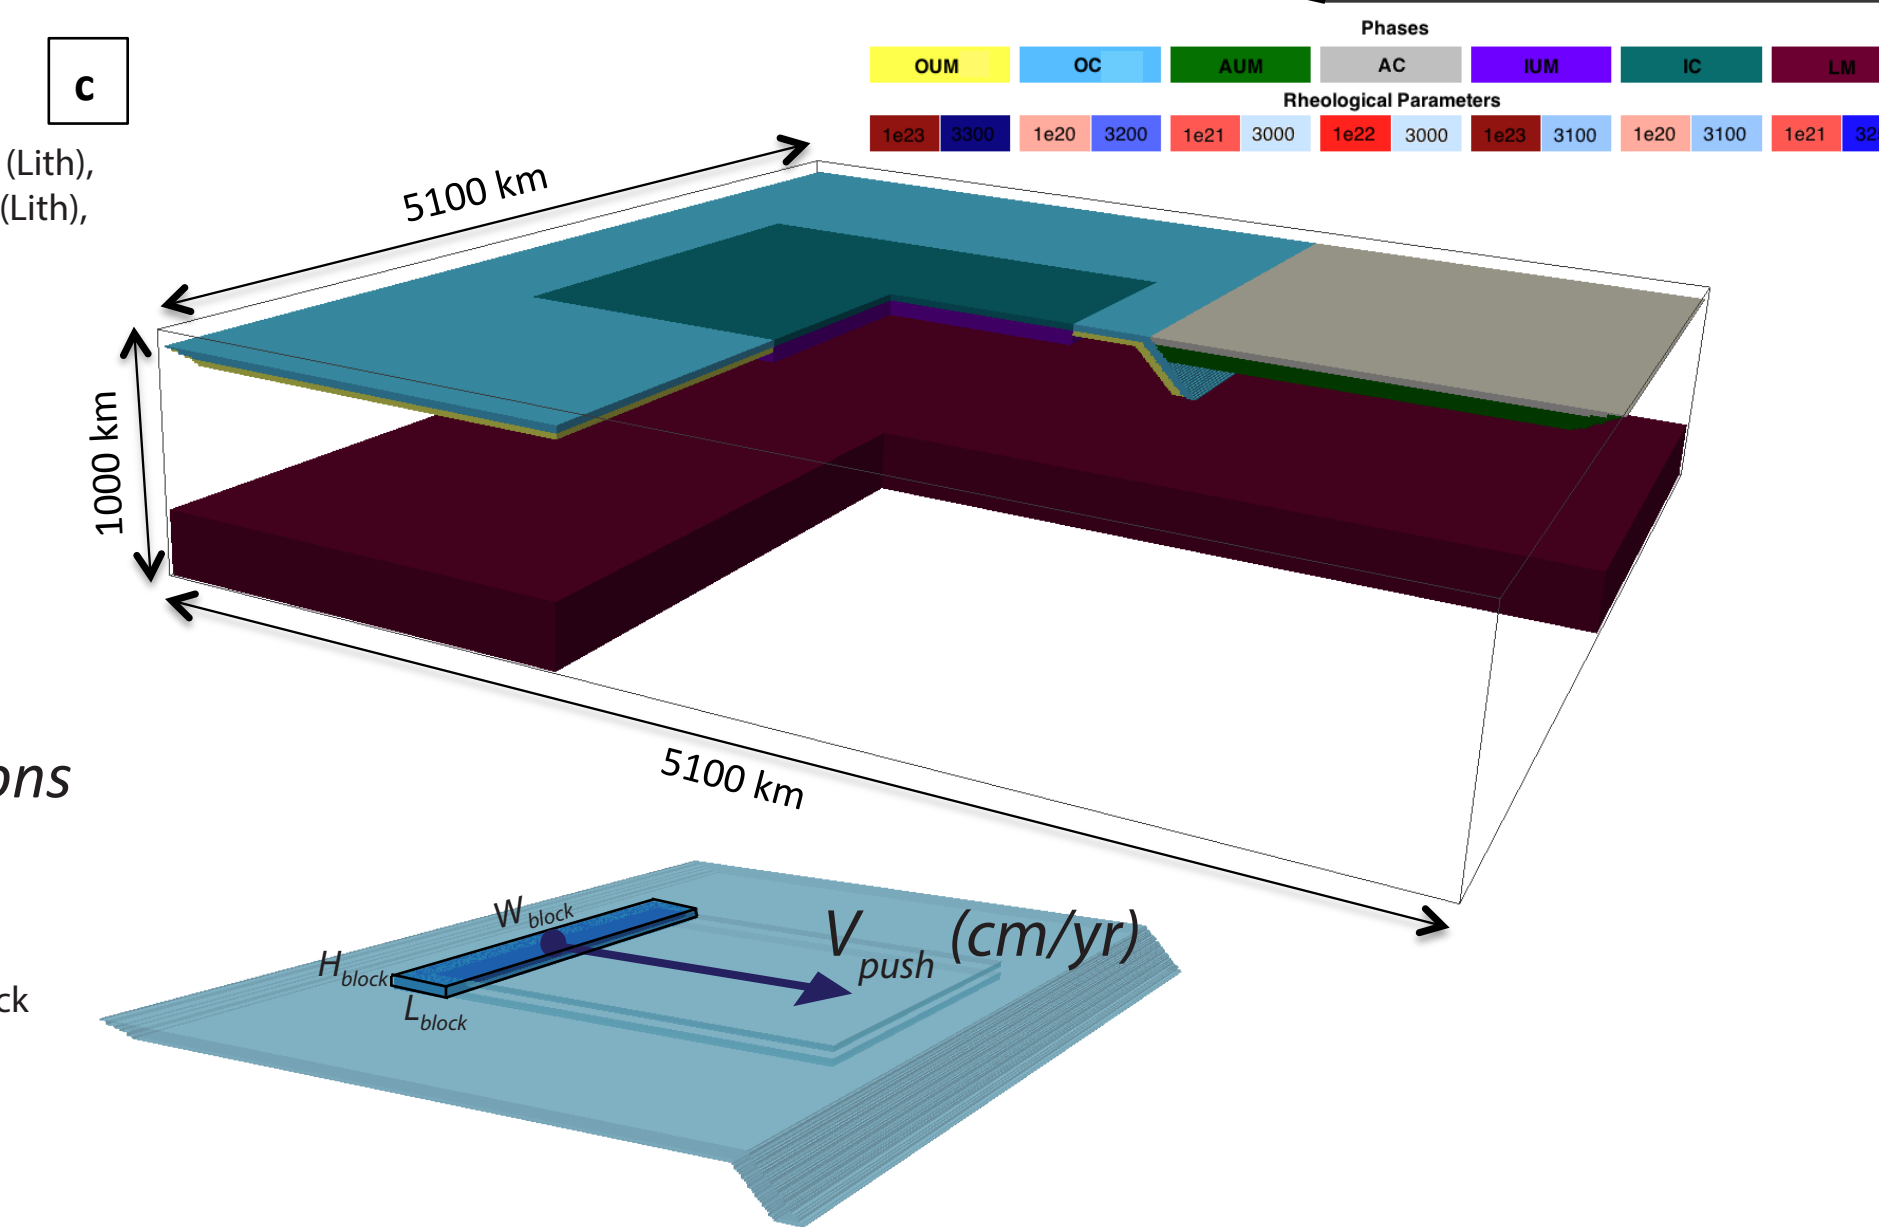 Phases
c
OUM OC AUM AC IUM IC LM
Rheological Parameters
1e23 3300 1e20 3200 1e21 3000 1e22 3000 1e23 3100 1e20 3100 1e21
(Lith),
(Lith),
5100 km
1000 km
5100 km
ons
W block
V push (cm/yr)
H block
L block
ck